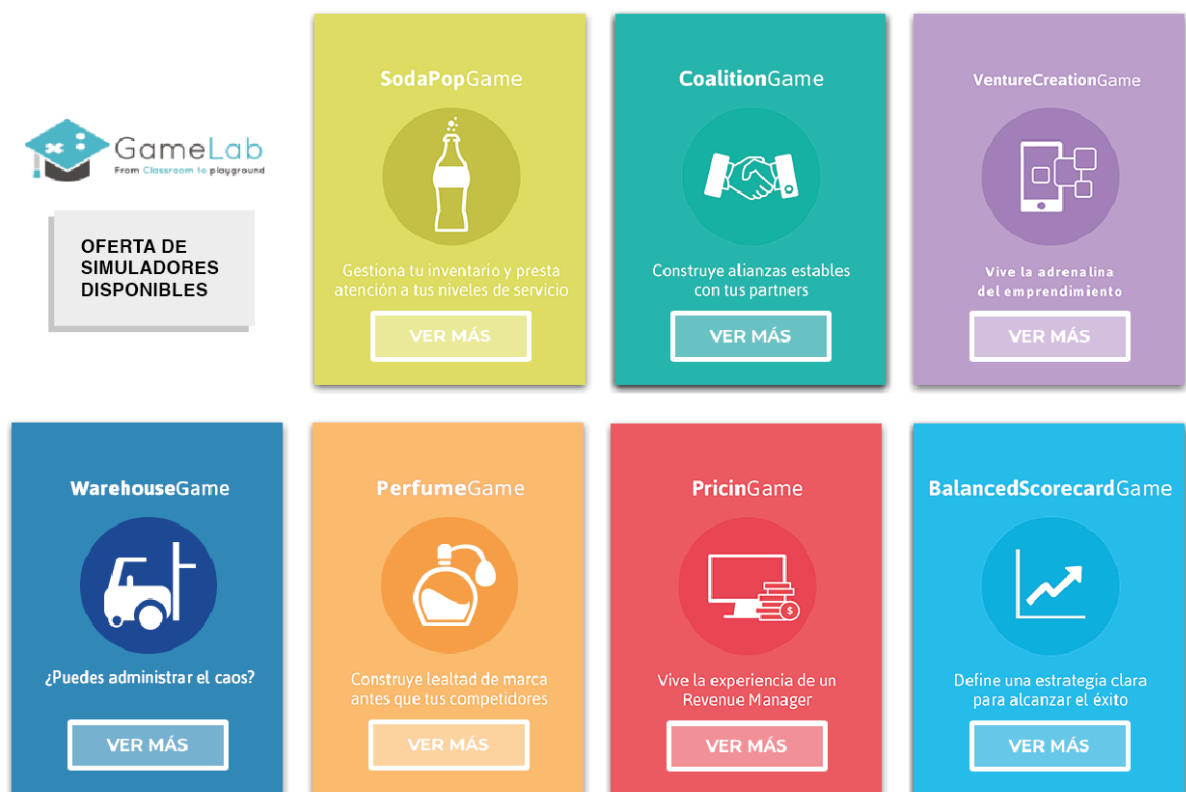 GameLab
From Classroom to playground
OFERTA DE
SIMULADORES
DISPONIBLES
SodaPopGame
Gestiona tu inventario y presta
atención a tus niveles de servicio
VER MÁS
CoalitionGame
Construye alianzas estables
con tus partners
VER MÁS
VentureCreationGame
Vive la adrenalina
del emprendimiento
VER MÁS
WarehouseGame
¿Puedes administrar el caos?
VER MÁS
PerfumeGame
Construye lealtad de marca
antes que tus competidores
VER MÁS
PricinGame
$
Vive la experiencia de un
Revenue Manager
VER MÁS
BalancedScorecardGame
Define una estrategia clara
para alcanzar el éxito
VER MÁS